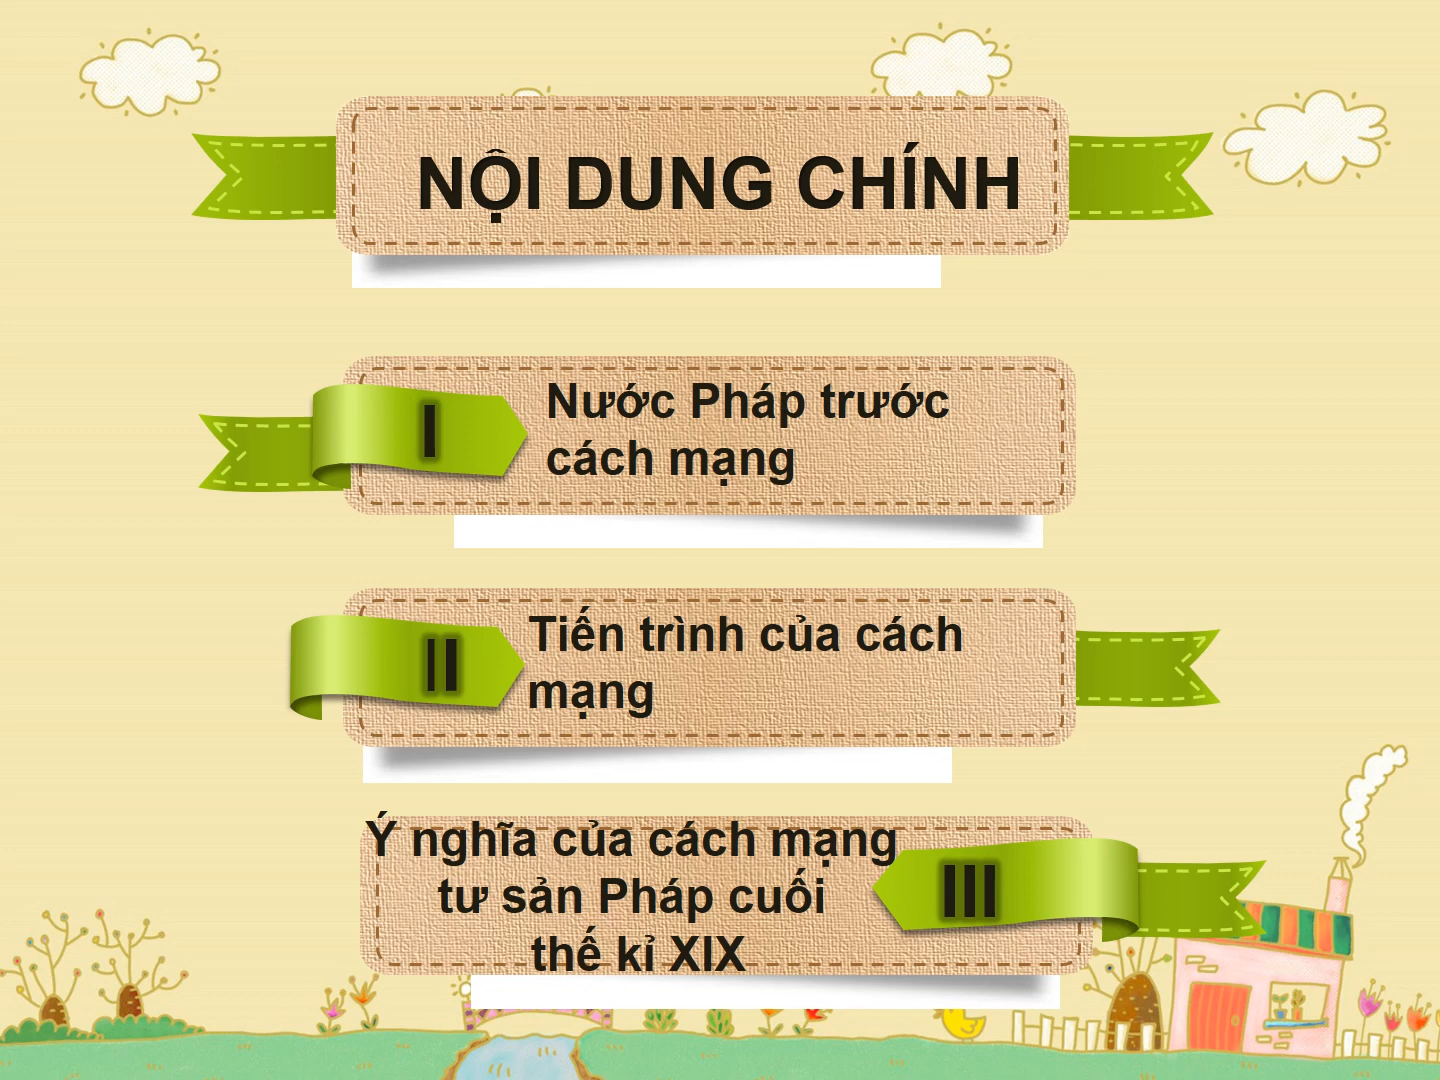 NỘI DUNG CHÍNH
I
Nước Pháp trước
cách mạng
II
Tiến trình của cách
mạng
Ý nghĩa của cách mạng
tư sản Pháp cuối
thế kỉ XIX
III